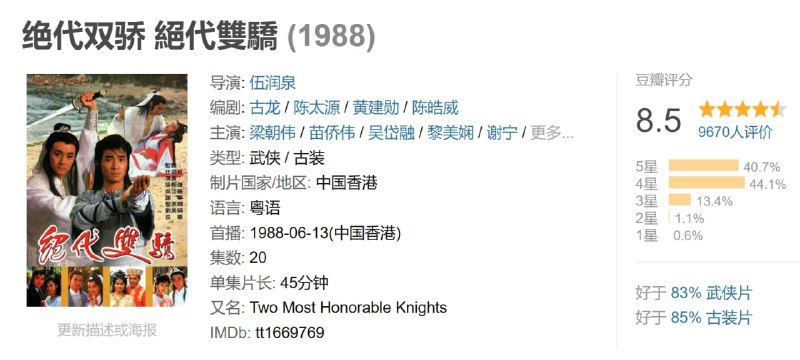 绝代双骄 絕代雙驕 (1988)
絕代雙驕
更新描述或海报
导演: 伍润泉
编剧: 古龙 / 陈太源 / 黄建勋 / 陈皓威
主演: 梁朝伟 / 苗侨伟 / 吴岱融 / 黎美娴 / 谢宁 / 更多...
类型: 武侠 / 古装
制片国家/地区: 中国香港
语言: 粤语
首播: 1988-06-13(中国香港)
集数: 20
单集片长: 45分钟
又名: Two Most Honorable Knights
IMDb: tt1669769
豆瓣评分
8.5
9670人评价
5星 40.7%
4星 44.1%
3星 13.4%
2星 1.1%
1星 0.6%
好于 83% 武侠片
好于 85% 古装片